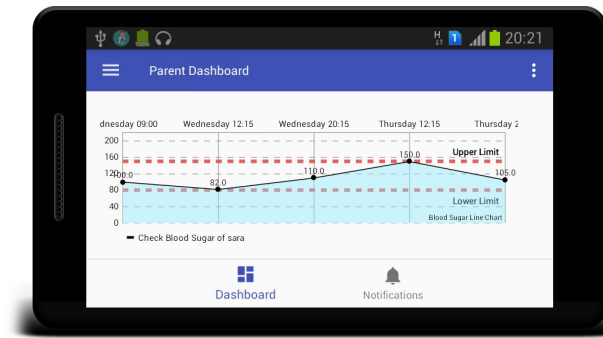 100%
H
1
20:21
Parent Dashboard
dnesday 09:00 Wednesday 12:15 Wednesday 20:15 Thursday 12:15 Thursday 2
200
160
120
80
40
0
100.0
82.0
110.0
150.0
105.0
Upper Limit
Lower Limit
Blood Sugar Line Chart
Check Blood Sugar of sara
Dashboard
Notifications